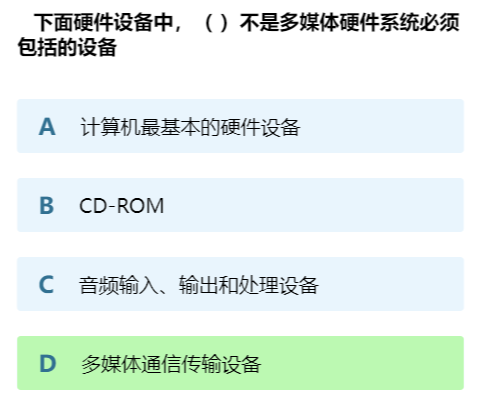 下面硬件设备中，（ ）不是多媒体硬件系统必须
包括的设备
A 计算机最基本的硬件设备
B CD-ROM
C 音频输入、输出和处理设备
D 多媒体通信传输设备